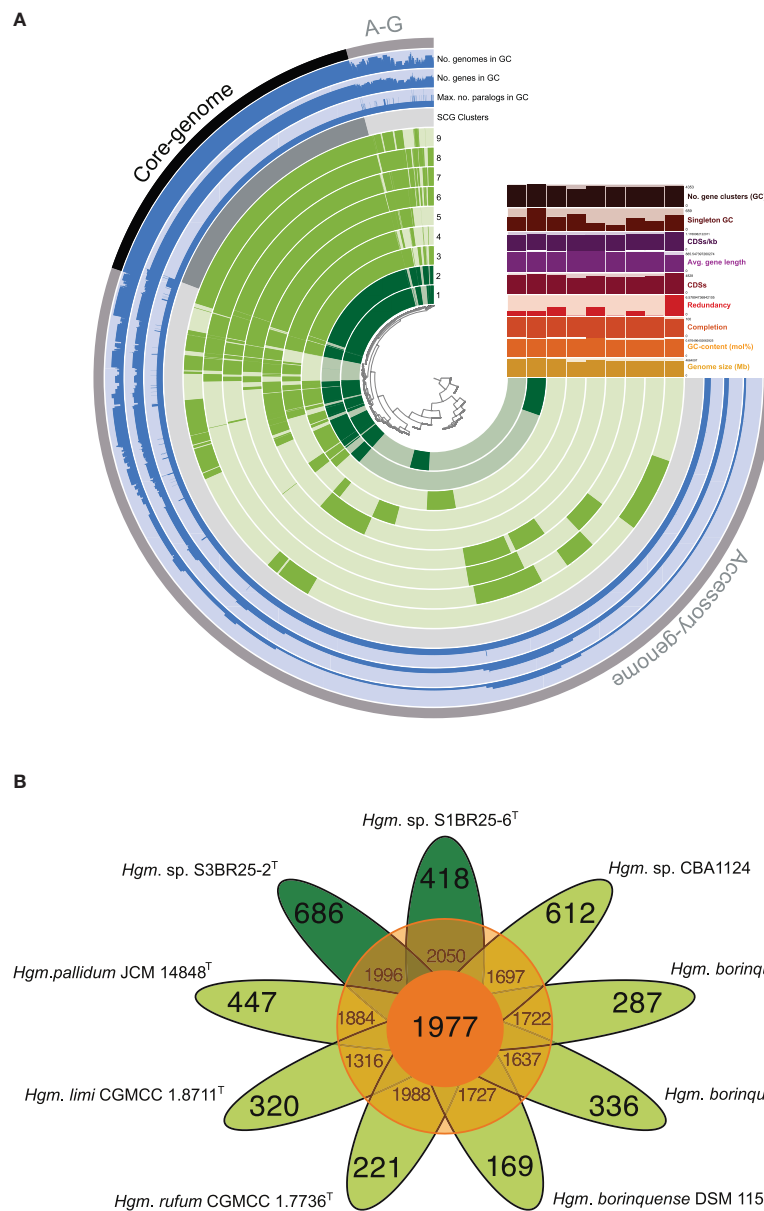 A
A-G
Core-genome
No. genomes in GC
No. genes in GC
Max. no. paralogs in GC
SCG Clusters
9
8
7
6
5
4
3
2
1
No. gene clusters (GC
Singleton GC
CDSs/kb
Avg. gene length
CDSs
Redundancy
Completion
GC-content (mol%)
Genome size (Mb)
Accessory-genome
B
Hgm. sp. S1BR25-6T
Hgm. sp. S3BR25-2T
Hgm. sp. CBA1124
418
686
612
2050
1996
1697
Hgm.pallidum JCM 14848T
Hgm. borinqu
447
287
1884
1977
1722
1316
1637
Hgm. limi CGMCC 1.8711T
Hgm. borinqu
320
336
1988
1727
221
169
Hgm. rufum CGMCC 1.7736T
Hgm. borinquense DSM 115